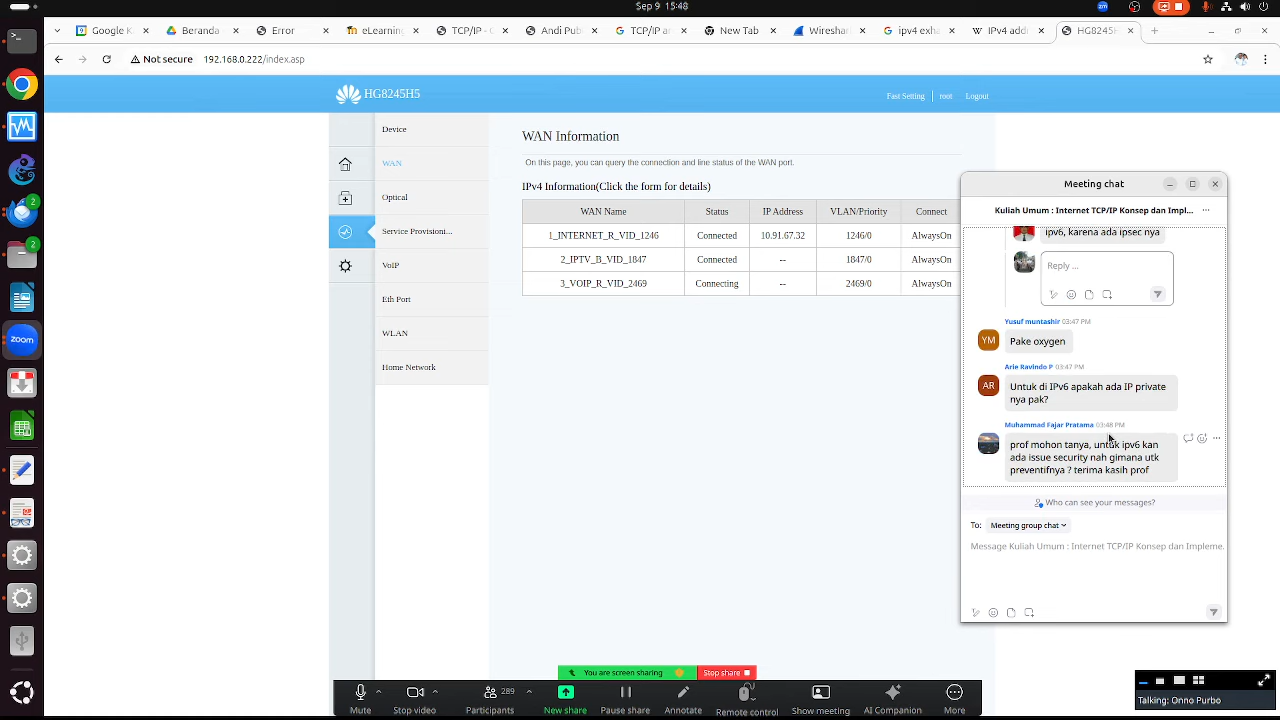 Sep 9 15:48
Google K
Beranda
Error
eLearning
TCP/IP - C
Andi Pub
TCP/IP ar
New Tab
Wireshar
ipv4 exha
IPv4 add
HG8245H
Not secure
192.168.0.222/index.asp
HG8245H5
Fast Setting
root
Logout
Device
WAN
Optical
Service Provisioni...
VoIP
Eth Port
WLAN
Home Network
WAN Information
On this page, you can query the connection and line status of the WAN port.
IPv4 Information(Click the form for details)
WAN Name Status IP Address VLAN/Priority Connect
1_INTERNET_R_VID_1246 Connected 10.91.67.32 1246/0 AlwaysOn
2_IPTV_B_VID_1847 Connected -- 1847/0 AlwaysOn
3_VOIP_R_VID_2469 Connecting -- 2469/0 AlwaysOn
Meeting chat
Kuliah Umum : Internet TCP/IP Konsep dan Impl...
ipv6, karena ada ipsec nya
Reply ...
Yusuf muntashir 03:47 PM
YM
Pake oxygen
Arie Ravindo P 03:47 PM
AR
Untuk di IPv6 apakah ada IP private
nya pak?
Muhammad Fajar Pratama 03:48 PM
prof mohon tanya, untuk ipv6 kan
ada issue security nah gimana utk
preventifnya ? terima kasih prof
Who can see your messages?
To: Meeting group chat
Message Kuliah Umum : Internet TCP/IP Konsep dan Impleme.
2
2
zoom
zm
You are screen sharing
Stop share
289
Mute
Stop video
Participants
New share
Pause share
Annotate
Remote control
Show meeting
AI Companion
More
Talking: Onno Purbo